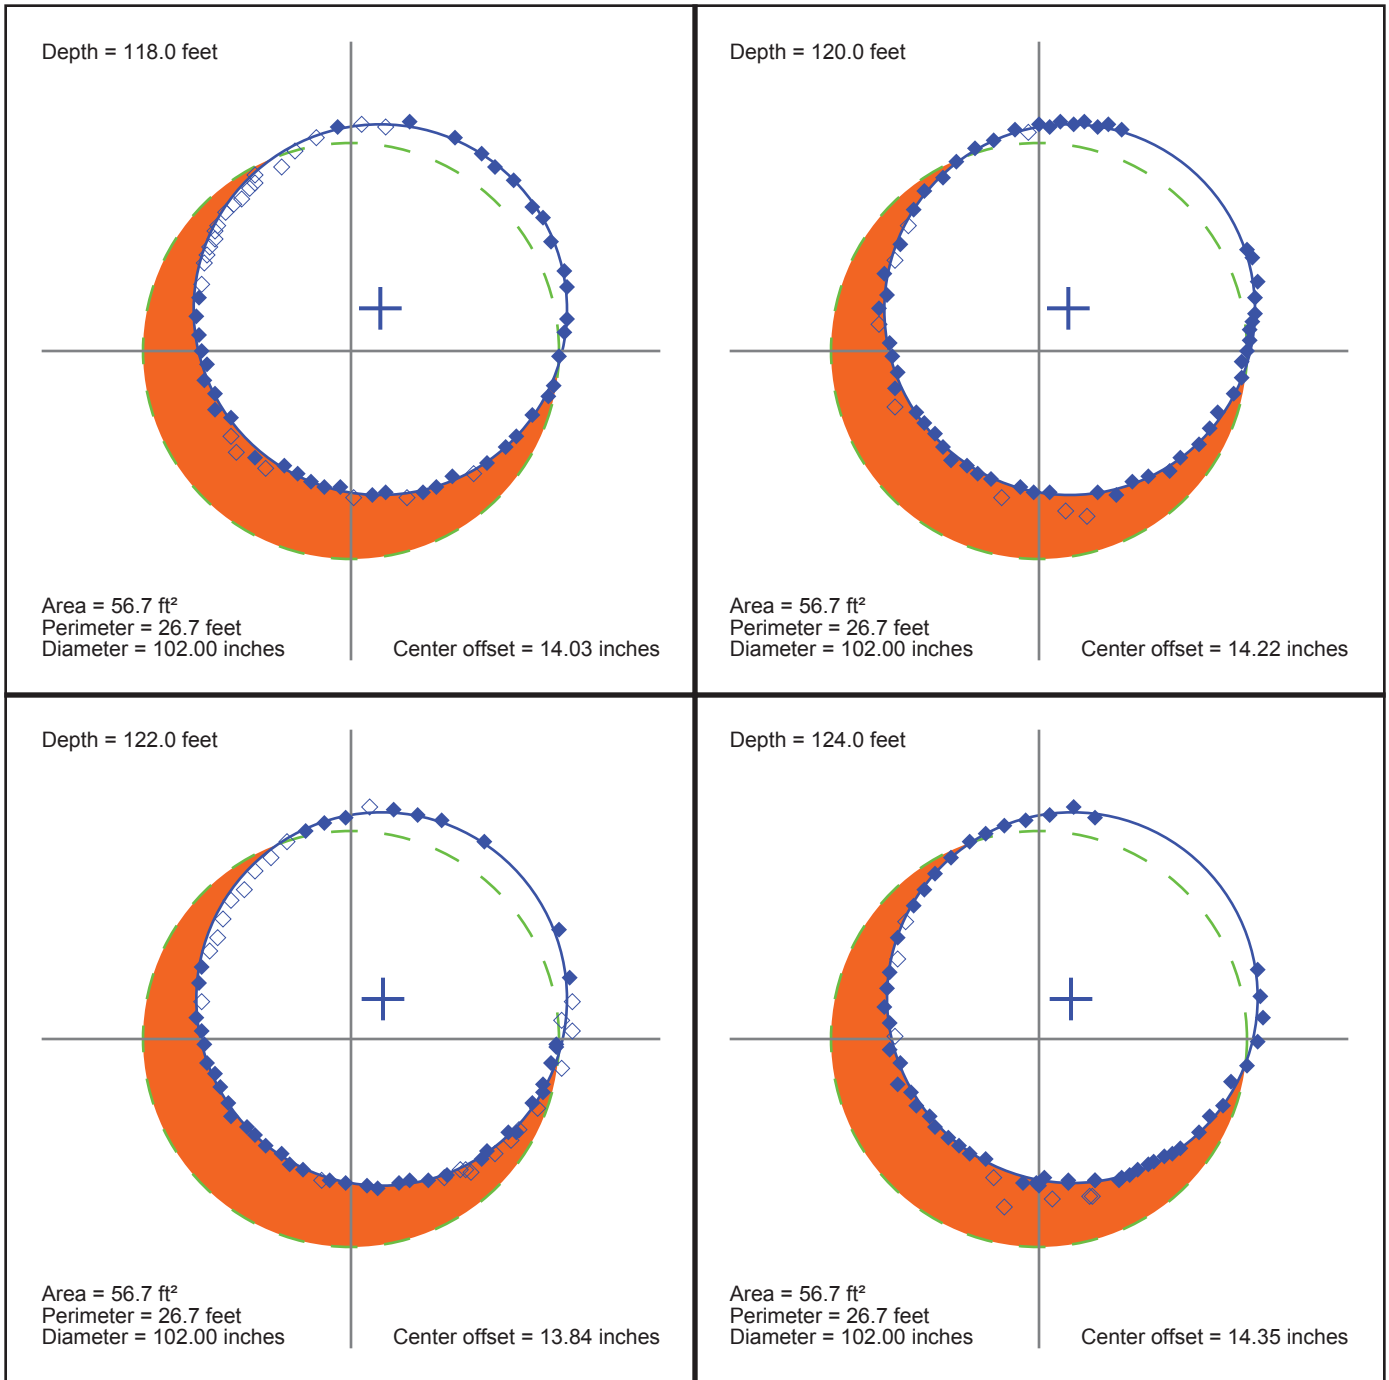 Depth = 118.0 feet
Area = 56.7 ft²
Perimeter = 26.7 feet
Diameter = 102.00 inches
Center offset = 14.03 inches
Depth = 120.0 feet
Area = 56.7 ft²
Perimeter = 26.7 feet
Diameter = 102.00 inches
Center offset = 14.22 inches
Depth = 122.0 feet
Area = 56.7 ft²
Perimeter = 26.7 feet
Diameter = 102.00 inches
Center offset = 13.84 inches
Depth = 124.0 feet
Area = 56.7 ft²
Perimeter = 26.7 feet
Diameter = 102.00 inches
Center offset = 14.35 inches